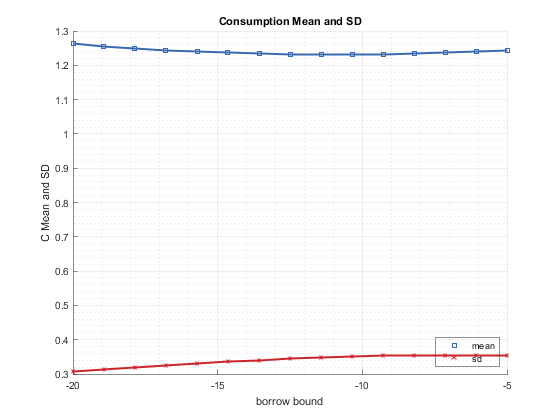 Consumption Mean and SD
C Mean and SD
1.3
1.2
1.1
1
0.9
0.8
0.7
0.6
0.5
0.4
0.3
mean
sd
-20 -15 -10 -5
borrow bound